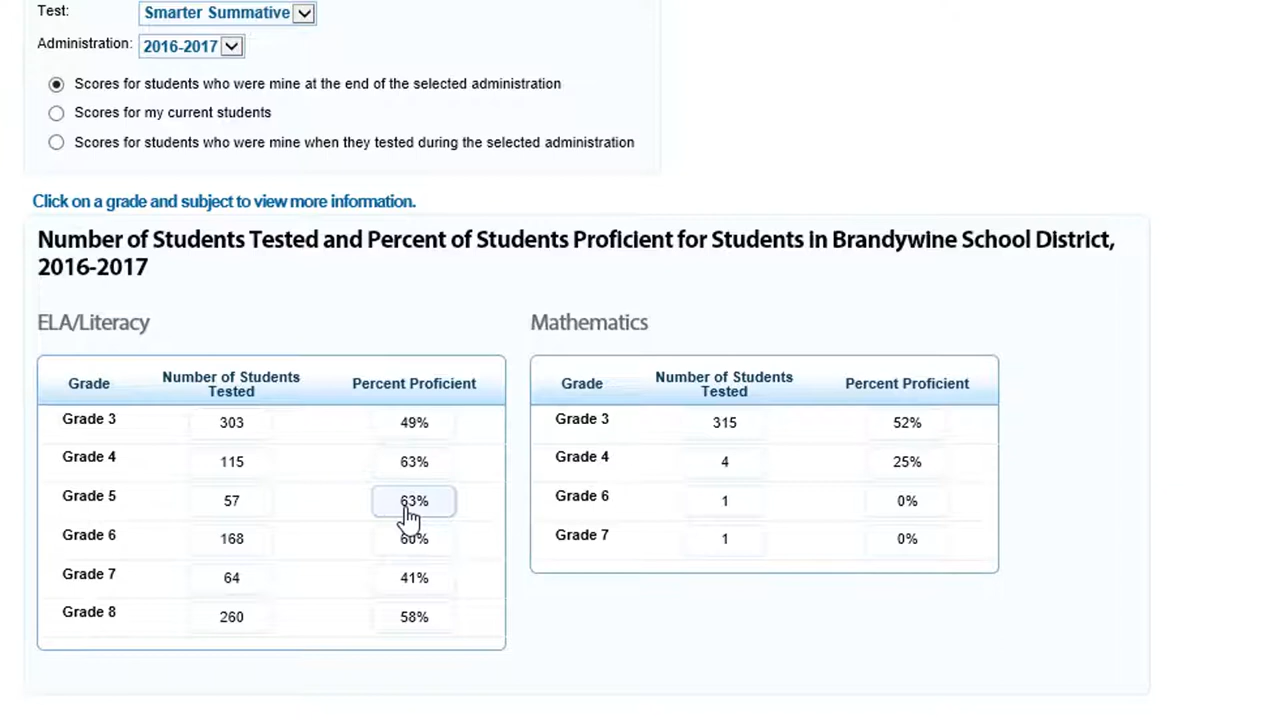 Test: Smarter Summative
Administration: 2016-2017
Scores for students who were mine at the end of the selected administration
Scores for my current students
Scores for students who were mine when they tested during the selected administration
Click on a grade and subject to view more information.
Number of Students Tested and Percent of Students Proficient for Students in Brandywine School District,
2016-2017
ELA/Literacy
Grade Number of Students Tested Percent Proficient
Grade 3 303 49%
Grade 4 115 63%
Grade 5 57 63%
Grade 6 168 60%
Grade 7 64 41%
Grade 8 260 58%
Mathematics
Grade Number of Students Tested Percent Proficient
Grade 3 315 52%
Grade 4 4 25%
Grade 6 1 0%
Grade 7 1 0%